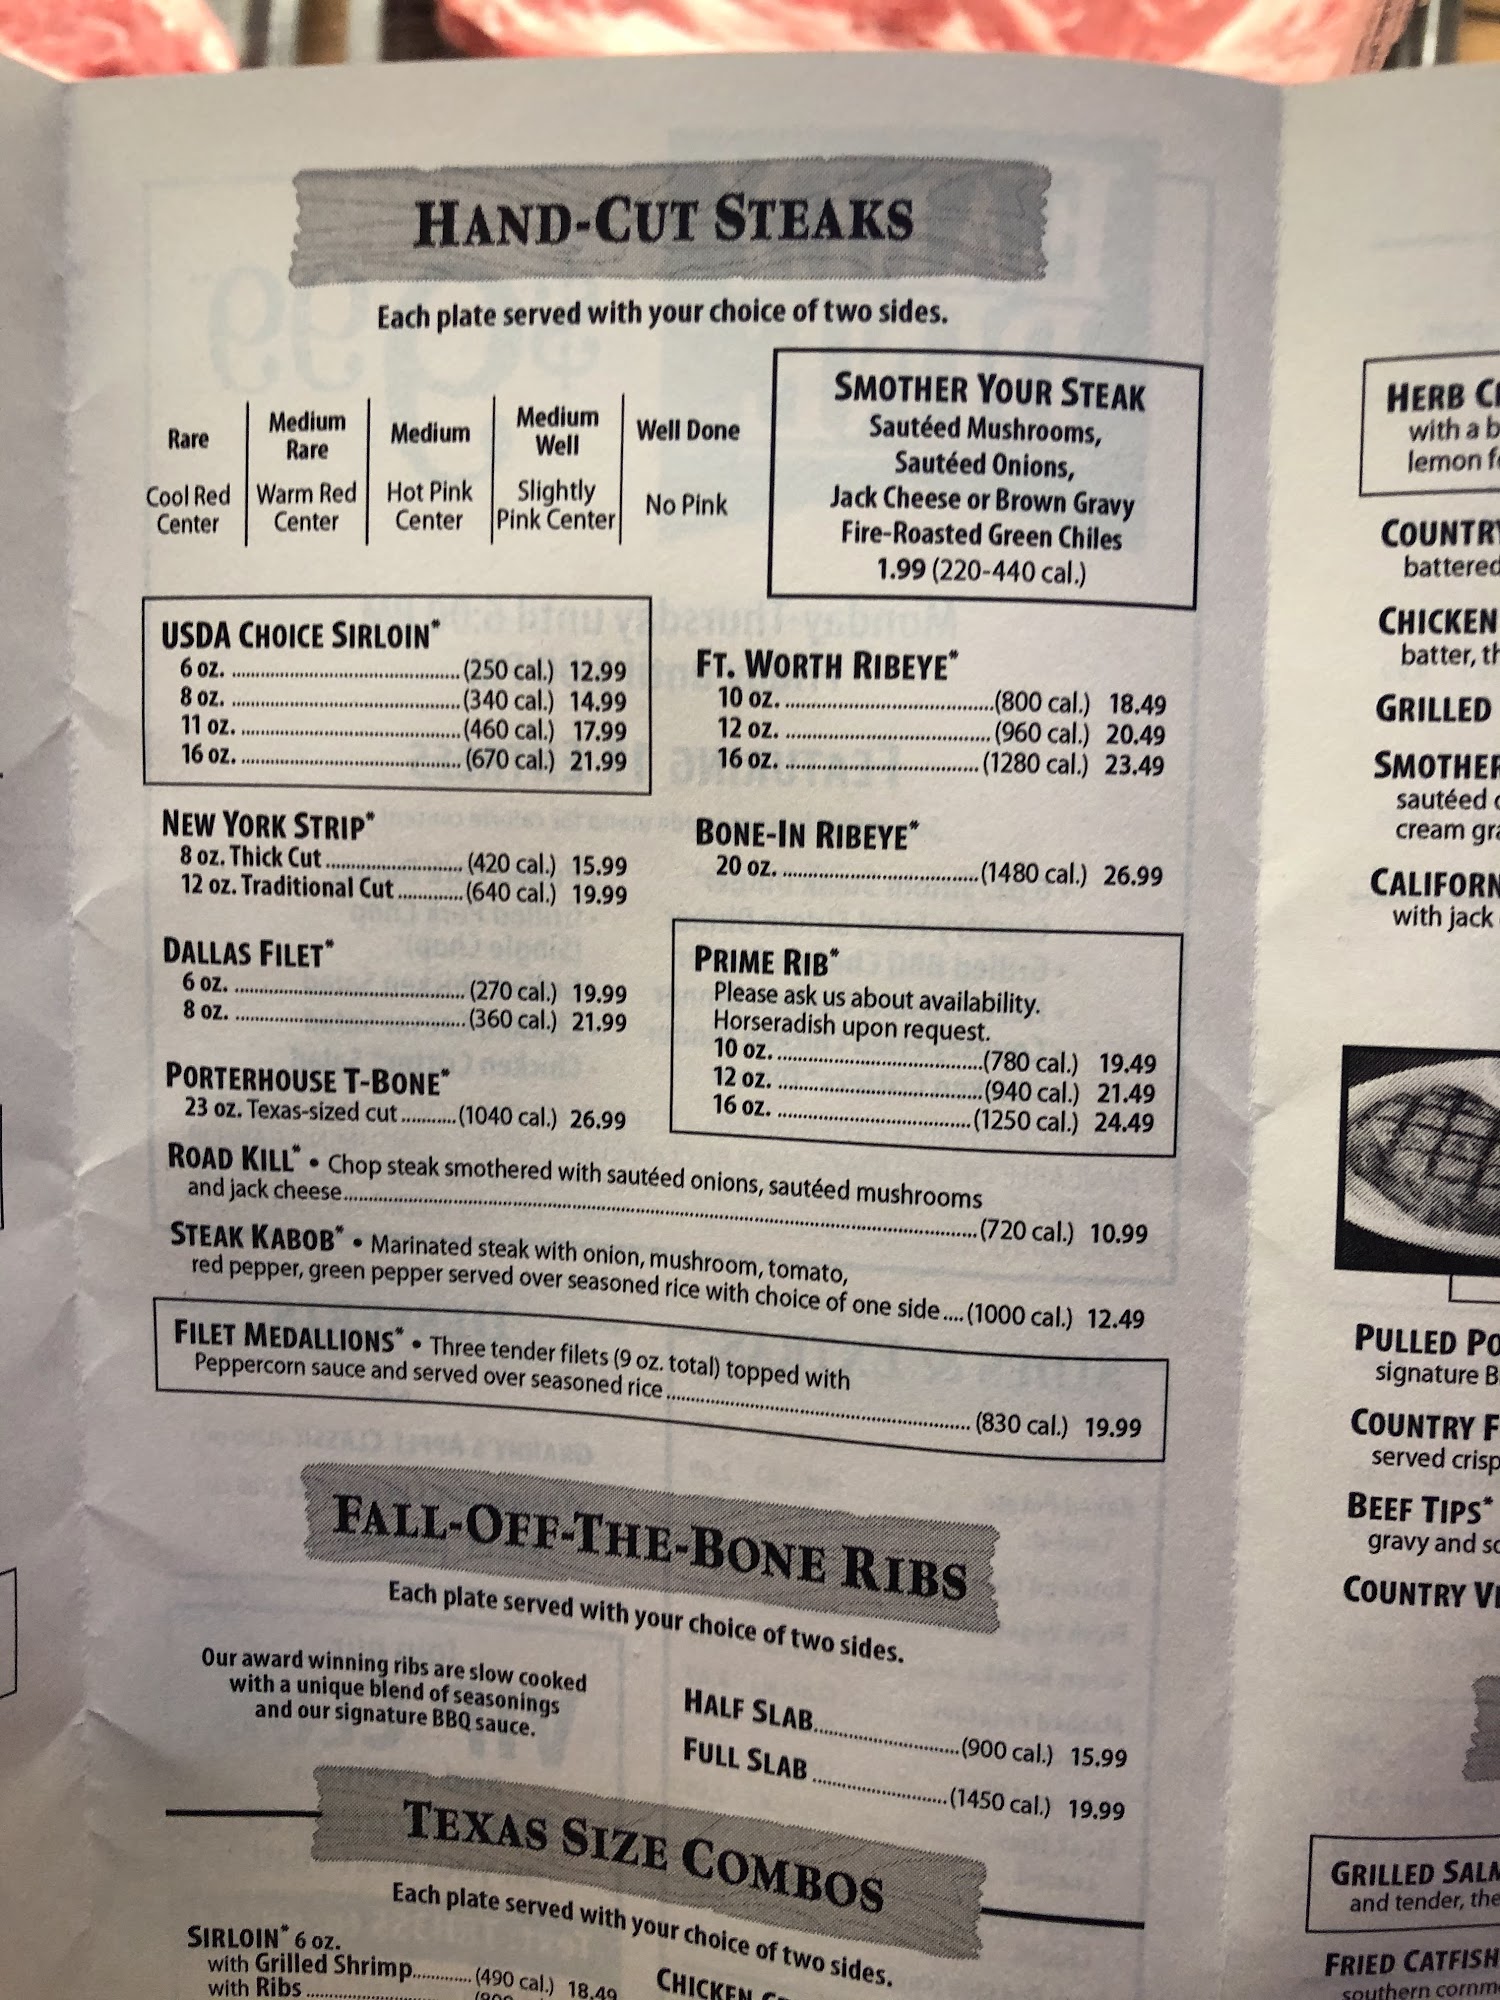 HAND-CUT STEAKS
Each plate served with your choice of two sides.
Rare
Cool Red
Center
Medium
Rare
Warm Red
Center
Medium
Hot Pink
Center
Medium
Well
Slightly
Pink Center
Well Done
No Pink
SMOTHER YOUR STEAK
Sautéed Mushrooms,
Sautéed Onions,
Jack Cheese or Brown Gravy
Fire-Roasted Green Chiles
1.99 (220-440 cal.)
USDA CHOICE SIRLOIN*
6 oz. (250 cal.) 12.99
8 oz. (340 cal.) 14.99
11 oz. (460 cal.) 17.99
16 oz. (670 cal.) 21.99
NEW YORK STRIP*
8 oz. Thick Cut (420 cal.) 15.99
12 oz. Traditional Cut (640 cal.) 19.99
DALLAS FILET*
6 oz. (270 cal.) 19.99
8 oz. (360 cal.) 21.99
PORTERHOUSE T-BONE*
23 oz. Texas-sized cut (1040 cal.) 26.99
FT. WORTH RIBEYE*
10 oz. (800 cal.) 18.49
12 oz. (960 cal.) 20.49
16 oz. (1280 cal.) 23.49
BONE-IN RIBEYE*
20 oz. (1480 cal.) 26.99
PRIME RIB*
Please ask us about availability.
Horseradish upon request.
10 oz. (780 cal.) 19.49
12 oz. (940 cal.) 21.49
16 oz. (1250 cal.) 24.49
ROAD KILL* • Chop steak smothered with sautéed onions, sautéed mushrooms
and jack cheese (720 cal.) 10.99
STEAK KABOB* • Marinated steak with onion, mushroom, tomato,
red pepper, green pepper served over seasoned rice with choice of one side (1000 cal.) 12.49
FILET MEDALLIONS* • Three tender filets (9 oz. total) topped with
Peppercorn sauce and served over seasoned rice (830 cal.) 19.99
FALL-OFF-THE-BONE RIBS
Each plate served with your choice of two sides.
Our award winning ribs are slow cooked
with a unique blend of seasonings
and our signature BBQ sauce.
HALF SLAB (900 cal.) 15.99
FULL SLAB (1450 cal.) 19.99
TEXAS SIZE COMBOS
Each plate served with your choice of two sides.
SIRLOIN* 6 oz.
with Grilled Shrimp (490 cal.) 18.49
with Ribs
CHICKEN
HERB
with a
lemon
COUNTRY
battered
CHICKEN
batter,
GRILLED
SMOTHER
sautéed
cream
CALIFORN
with jack
PULLED
signature
COUNTRY
served
BEEF TIPS*
gravy and
COUNTRY
GRILLED
and tender, the
FRIED CATFISH
southern